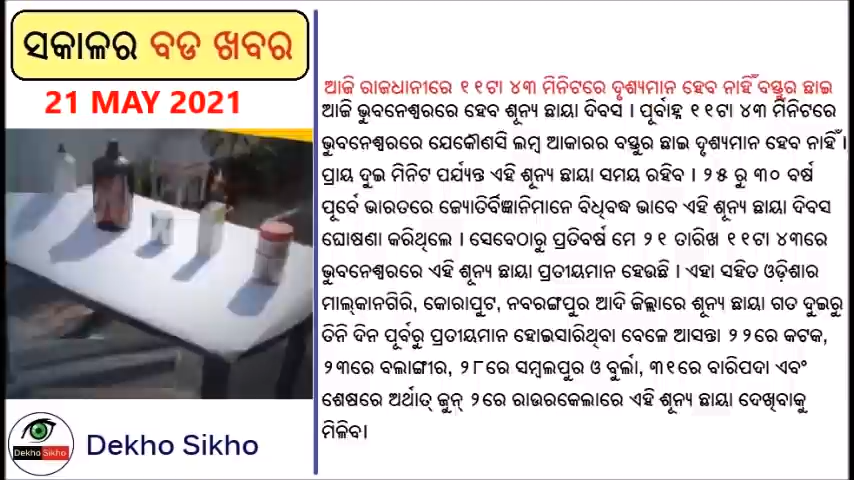 ସକାଳର ବଡ ଖବର
21 MAY 2021
ଆଜି ରାଜଧାନୀରେ ୧୧ଟା ୪୩ ମିନିଟରେ ଦୃଶ୍ୟମାନ ହେବ ନାହିଁ ବସ୍ତୁର ଛାଇ
ଆଜି ଭୁବନେଶ୍ୱରରେ ହେବ ଶୂନ୍ୟ ଛାୟା ଦିବସ । ପୂର୍ବାହ୍ନ ୧୧ଟା ୪୩ ମିନିଟରେ
ଭୁବନେଶ୍ୱରରେ ଯେକୌଣସି ଲମ୍ବ ଆକାରର ବସ୍ତୁର ଛାଇ ଦୃଶ୍ୟମାନ ହେବ ନାହିଁ ।
ପ୍ରାୟ ଦୁଇ ମିନିଟ ପର୍ଯ୍ୟନ୍ତ ଏହି ଶୂନ୍ୟ ଛାୟା ସମୟ ରହିବ । ୨୫ ରୁ ୩୦ ବର୍ଷ
ପୂର୍ବେ ଭାରତରେ ଜ୍ୟୋତିର୍ବିଜ୍ଞାନିମାନେ ବିଧିବଦ୍ଧ ଭାବେ ଏହି ଶୂନ୍ୟ ଛାୟା ଦିବସ
ଘୋଷଣା କରିଥିଲେ । ସେବେଠାରୁ ପ୍ରତିବର୍ଷ ମେ ୨୧ ତାରିଖ ୧୧ଟା ୪୩ରେ
ଭୁବନେଶ୍ୱରରେ ଏହି ଶୂନ୍ୟ ଛାୟା ପ୍ରତୀୟମାନ ହେଉଛି । ଏହା ସହିତ ଓଡ଼ିଶାର
ମାଲ୍‌କାନଗିରି, କୋରାପୁଟ, ନବରଙ୍ଗପୁର ଆଦି ଜିଲ୍ଲାରେ ଶୂନ୍ୟ ଛାୟା ଗତ ଦୁଇରୁ
ତିନି ଦିନ ପୂର୍ବରୁ ପ୍ରତୀୟମାନ ହୋଇସାରିଥିବା ବେଳେ ଆସନ୍ତା ୨୨ରେ କଟକ,
୨୩ରେ ବଲାଙ୍ଗୀର, ୨୮ରେ ସମ୍ବଲପୁର ଓ ବୁର୍ଲା, ୩୧ରେ ବାରିପଦା ଏବଂ
ଶେଷରେ ଅର୍ଥାତ୍ ଜୁନ୍ ୨ରେ ରାଉରକେଲାରେ ଏହି ଶୂନ୍ୟ ଛାୟା ଦେଖିବାକୁ
ମିଳିବ।
Dekho Sikho
Dekho Sikho